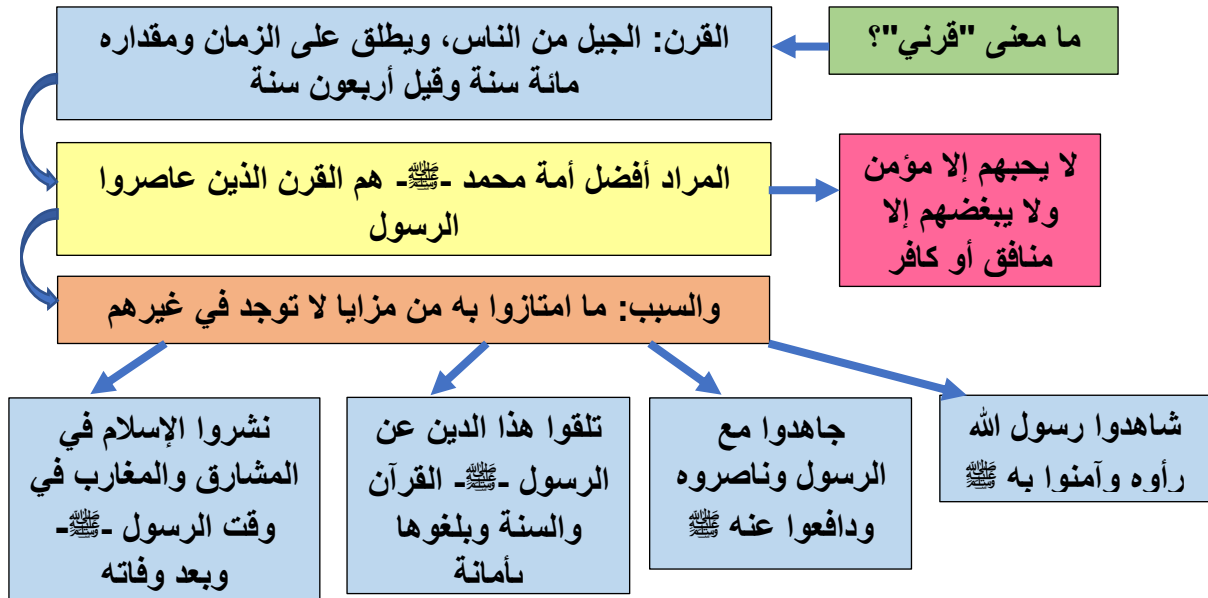 ما معنى "قرني"؟
القرن: الجيل من الناس، ويطلق على الزمان ومقداره
مائة سنة وقيل أربعون سنة
المراد أفضل أمة محمد -ﷺ- هم القرن الذين عاصروا
الرسول
لا يحبهم إلا مؤمن
ولا يبغضهم إلا
منافق أو كافر
والسبب: ما امتازوا به من مزايا لا توجد في غيرهم
شاهدوا رسول الله
رأوه وآمنوا به ﷺ
جاهدوا مع
الرسول وناصروه
ودافعوا عنه ﷺ
تلقوا هذا الدين عن
الرسول -ﷺ- القرآن
والسنة وبلغوها
بأمانة
نشروا الإسلام في
المشارق والمغارب في
وقت الرسول -ﷺ-
وبعد وفاته